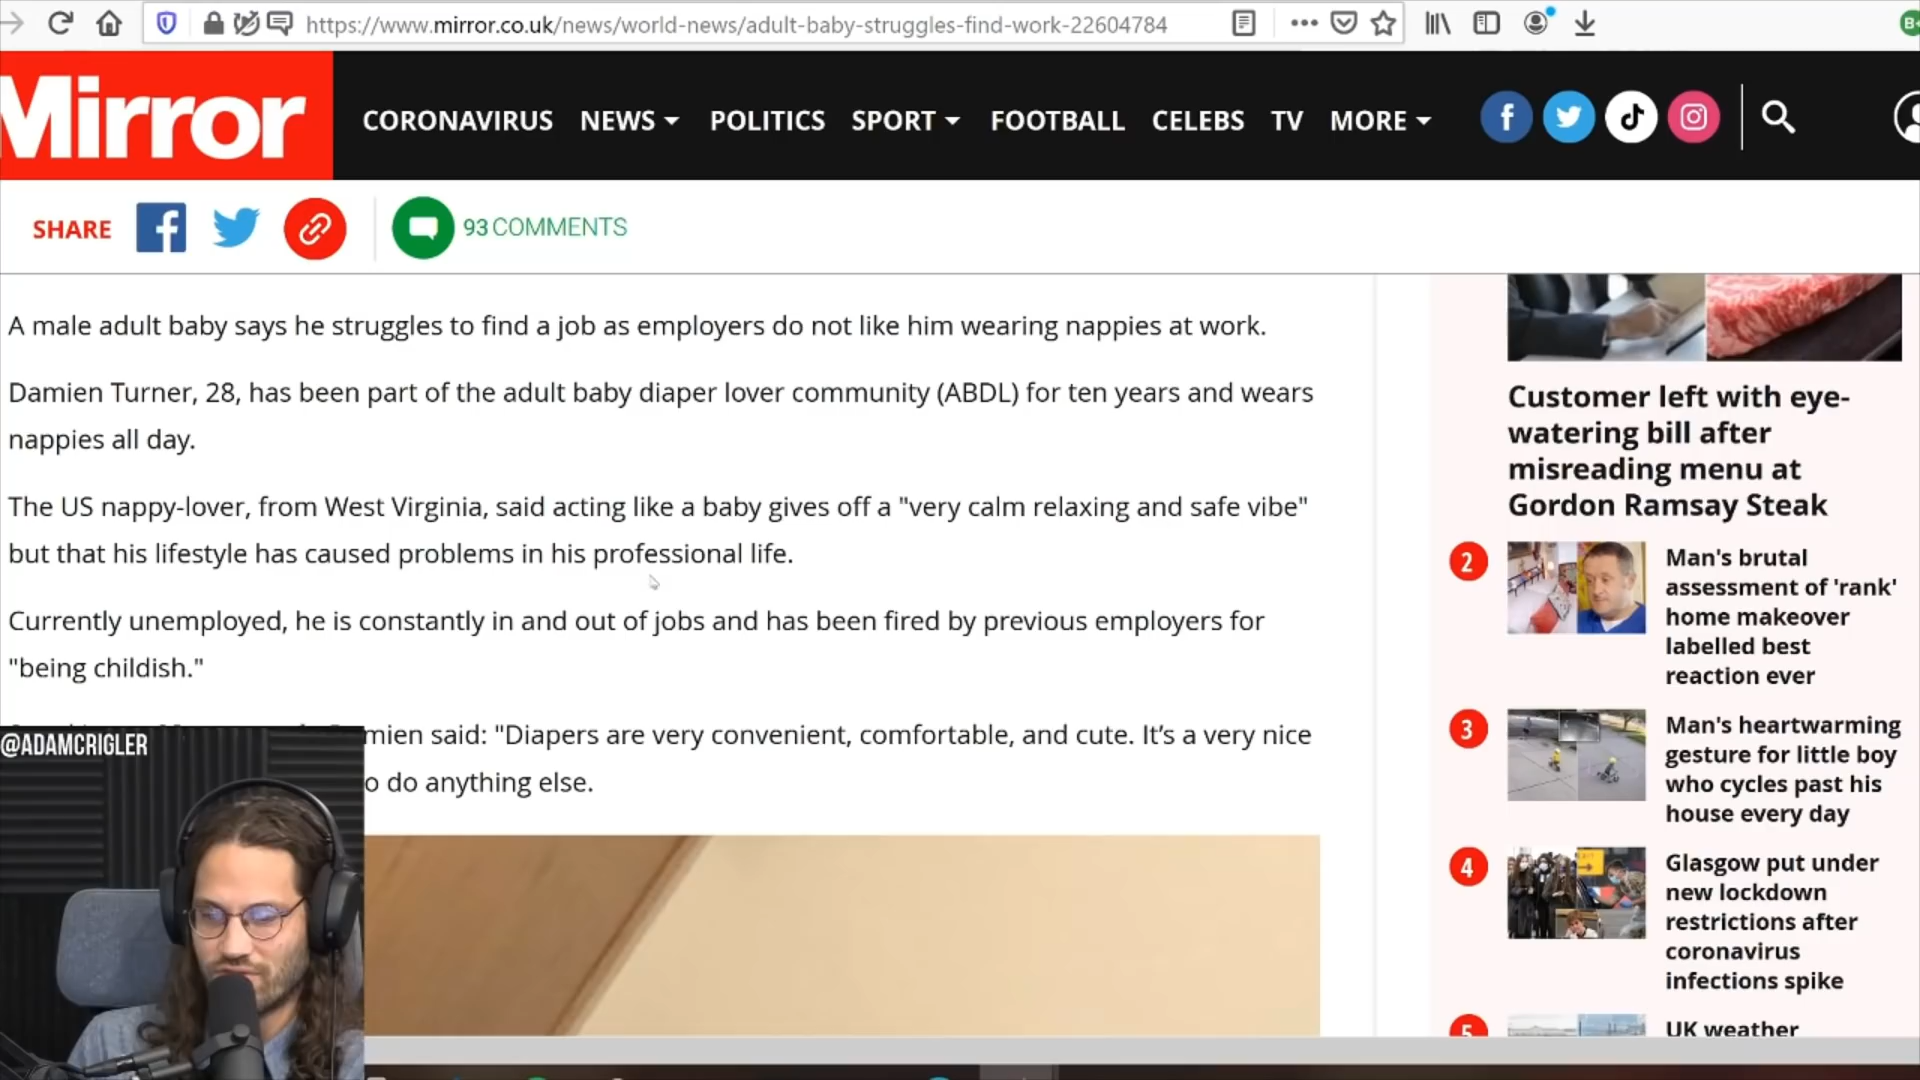 https://www.mirror.co.uk/news/world-news/adult-baby-struggles-find-work-22604784
B
Mirror
CORONAVIRUS NEWS POLITICS SPORT FOOTBALL CELEBS TV MORE
SHARE
93 COMMENTS
A male adult baby says he struggles to find a job as employers do not like him wearing nappies at work.
Damien Turner, 28, has been part of the adult baby diaper lover community (ABDL) for ten years and wears
nappies all day.
The US nappy-lover, from West Virginia, said acting like a baby gives off a "very calm relaxing and safe vibe"
but that his lifestyle has caused problems in his professional life.
Currently unemployed, he is constantly in and out of jobs and has been fired by previous employers for
"being childish."
mien said: "Diapers are very convenient, comfortable, and cute. It's a very nice
o do anything else.
@ADAMCRIGLER
Customer left with eye-
watering bill after
misreading menu at
Gordon Ramsay Steak
2
Man's brutal
assessment of 'rank'
home makeover
labelled best
reaction ever
3
Man's heartwarming
gesture for little boy
who cycles past his
house every day
4
Glasgow put under
new lockdown
restrictions after
coronavirus
infections spike
5
UK weather